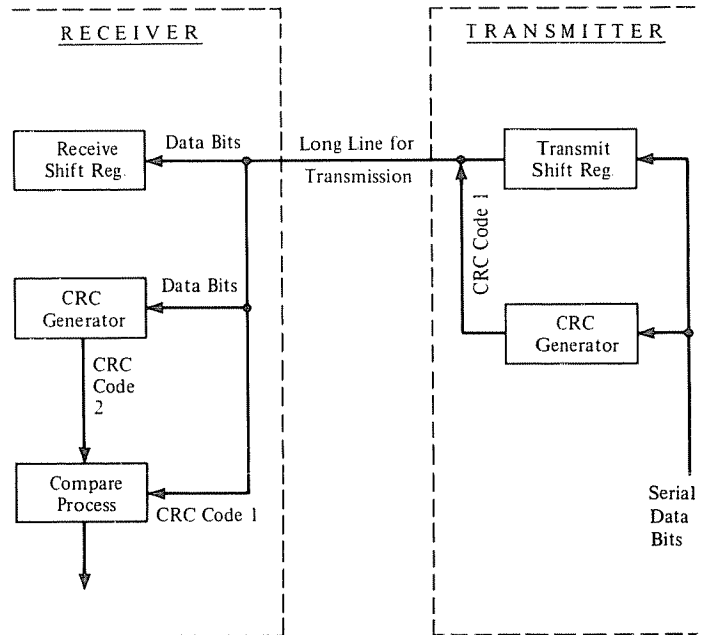 RECEIVER
TRANSMITTER
Receive
Shift Reg.
Data Bits
Long Line for
Transmission
Transmit
Shift Reg.
CRC Code 1
CRC
Generator
Data Bits
CRC
Generator
CRC
Code
2
Compare
Process
CRC Code 1
Serial
Data
Bits